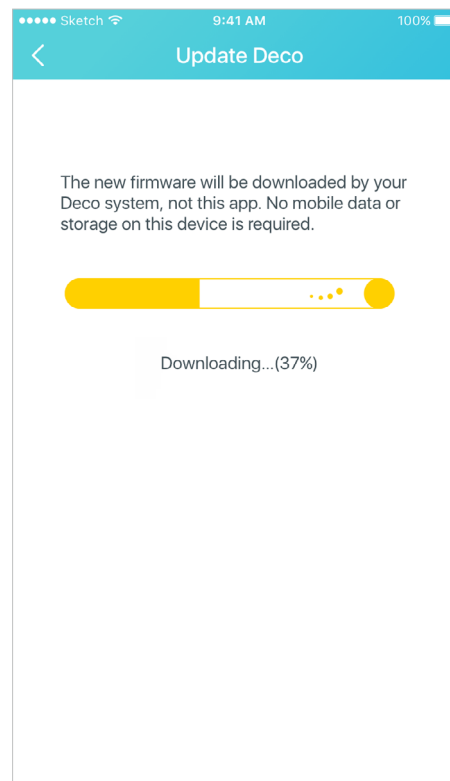 Sketch 9:41 AM 100%
Update Deco
The new firmware will be downloaded by your
Deco system, not this app. No mobile data or
storage on this device is required.
Downloading...(37%)